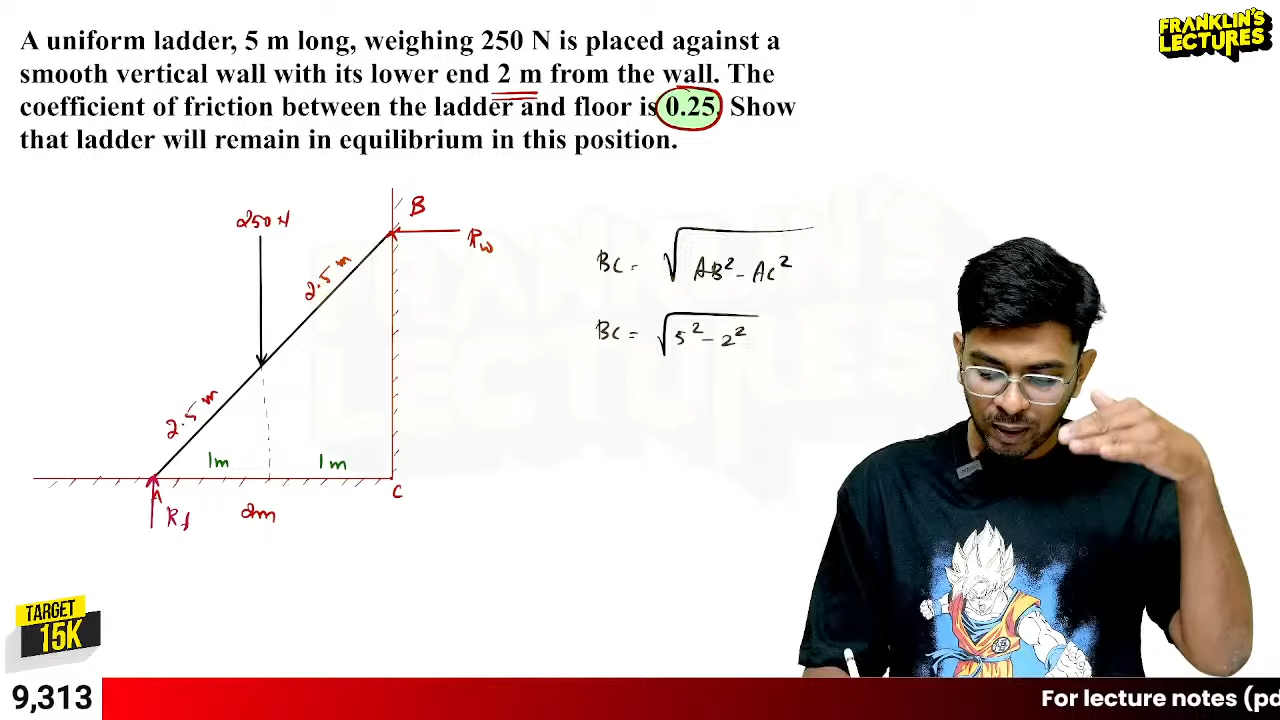 FRANKLIN'S
LECTURES
A uniform ladder, 5 m long, weighing 250 N is placed against a
smooth vertical wall with its lower end 2 m from the wall. The
coefficient of friction between the ladder and floor is 0.25. Show
that ladder will remain in equilibrium in this position.
250 N
B
Rw
2.5 m
2.5 m
1m
1m
A
C
Rf
2m
BC = √AB² - AC²
BC = √5² - 2²
FRANKLIN'S
LECTURES
TARGET
15K
9,313
For lecture notes (pd